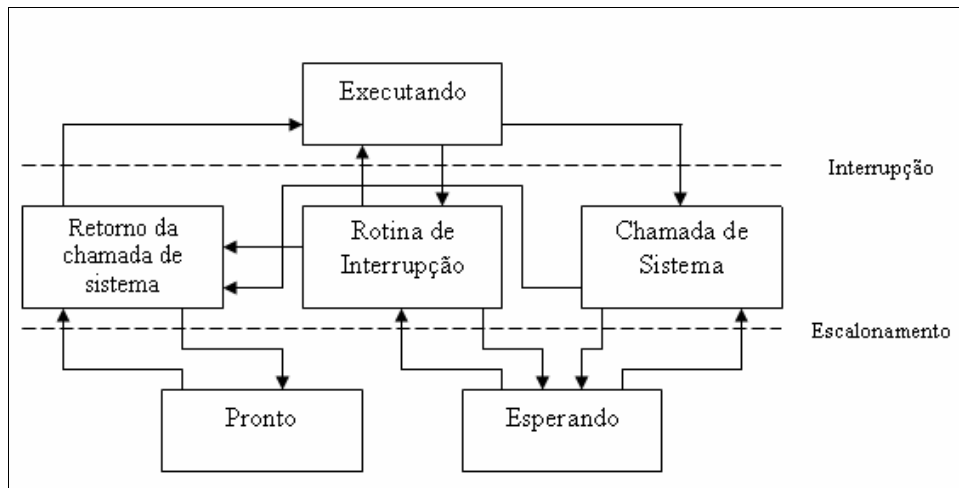 Executando
Interrupção
Retorno da
chamada de
sistema
Rotina de
Interrupção
Chamada de
Sistema
Escalonamento
Pronto
Esperando